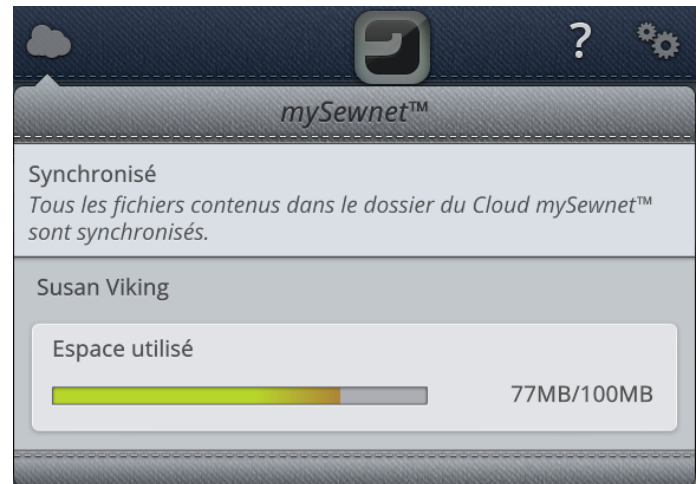 ?
mySewnet™
Synchronisé
Tous les fichiers contenus dans le dossier du Cloud mySewnet™
sont synchronisés.
Susan Viking
Espace utilisé
77MB/100MB